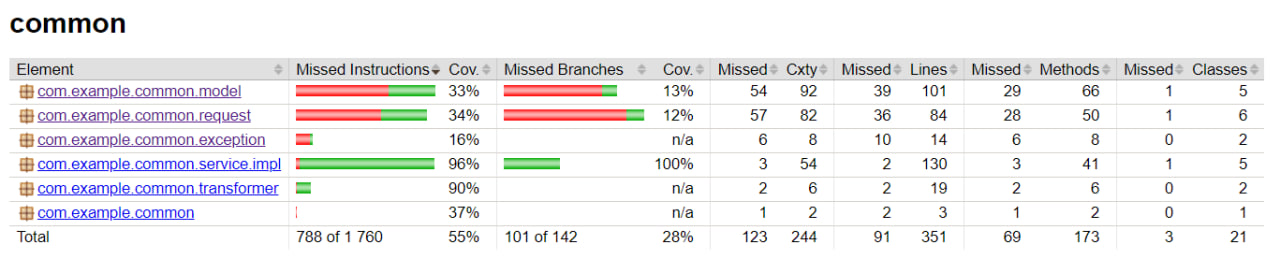 common
Element Missed Instructions Cov. Missed Branches Cov. Missed Cxty Missed Lines Missed Methods Missed Classes
com.example.common.model 33% 13% 54 92 39 101 29 66 1 5
com.example.common.request 34% 12% 57 82 36 84 28 50 1 6
com.example.common.exception 16% n/a 6 8 10 14 6 8 0 2
com.example.common.service.impl 96% 100% 3 54 2 130 3 41 1 5
com.example.common.transformer 90% n/a 2 6 2 19 2 6 0 2
com.example.common 37% n/a 1 2 2 3 1 2 0 1
Total 788 of 1 760 55% 101 of 142 28% 123 244 91 351 69 173 3 21